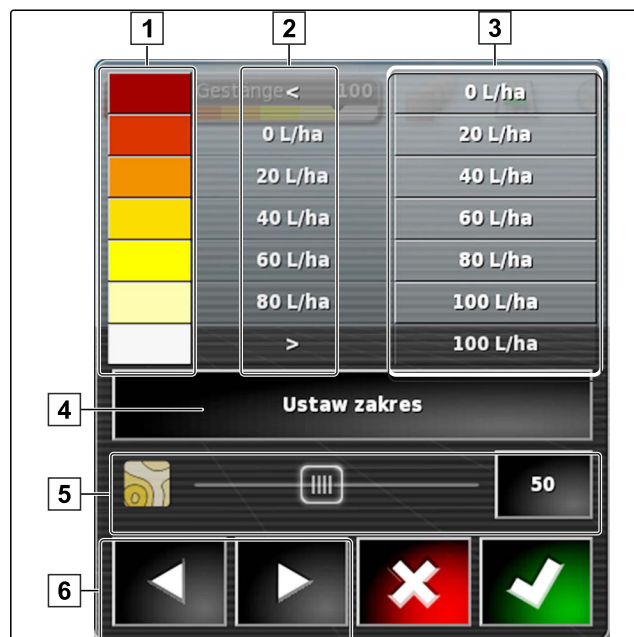 1 2 3
Gestänge < 100 0 L/ha
0 L/ha 20 L/ha
20 L/ha 40 L/ha
40 L/ha 60 L/ha
60 L/ha 80 L/ha
80 L/ha 100 L/ha
> 100 L/ha
4 Ustaw zakres
5 50
6